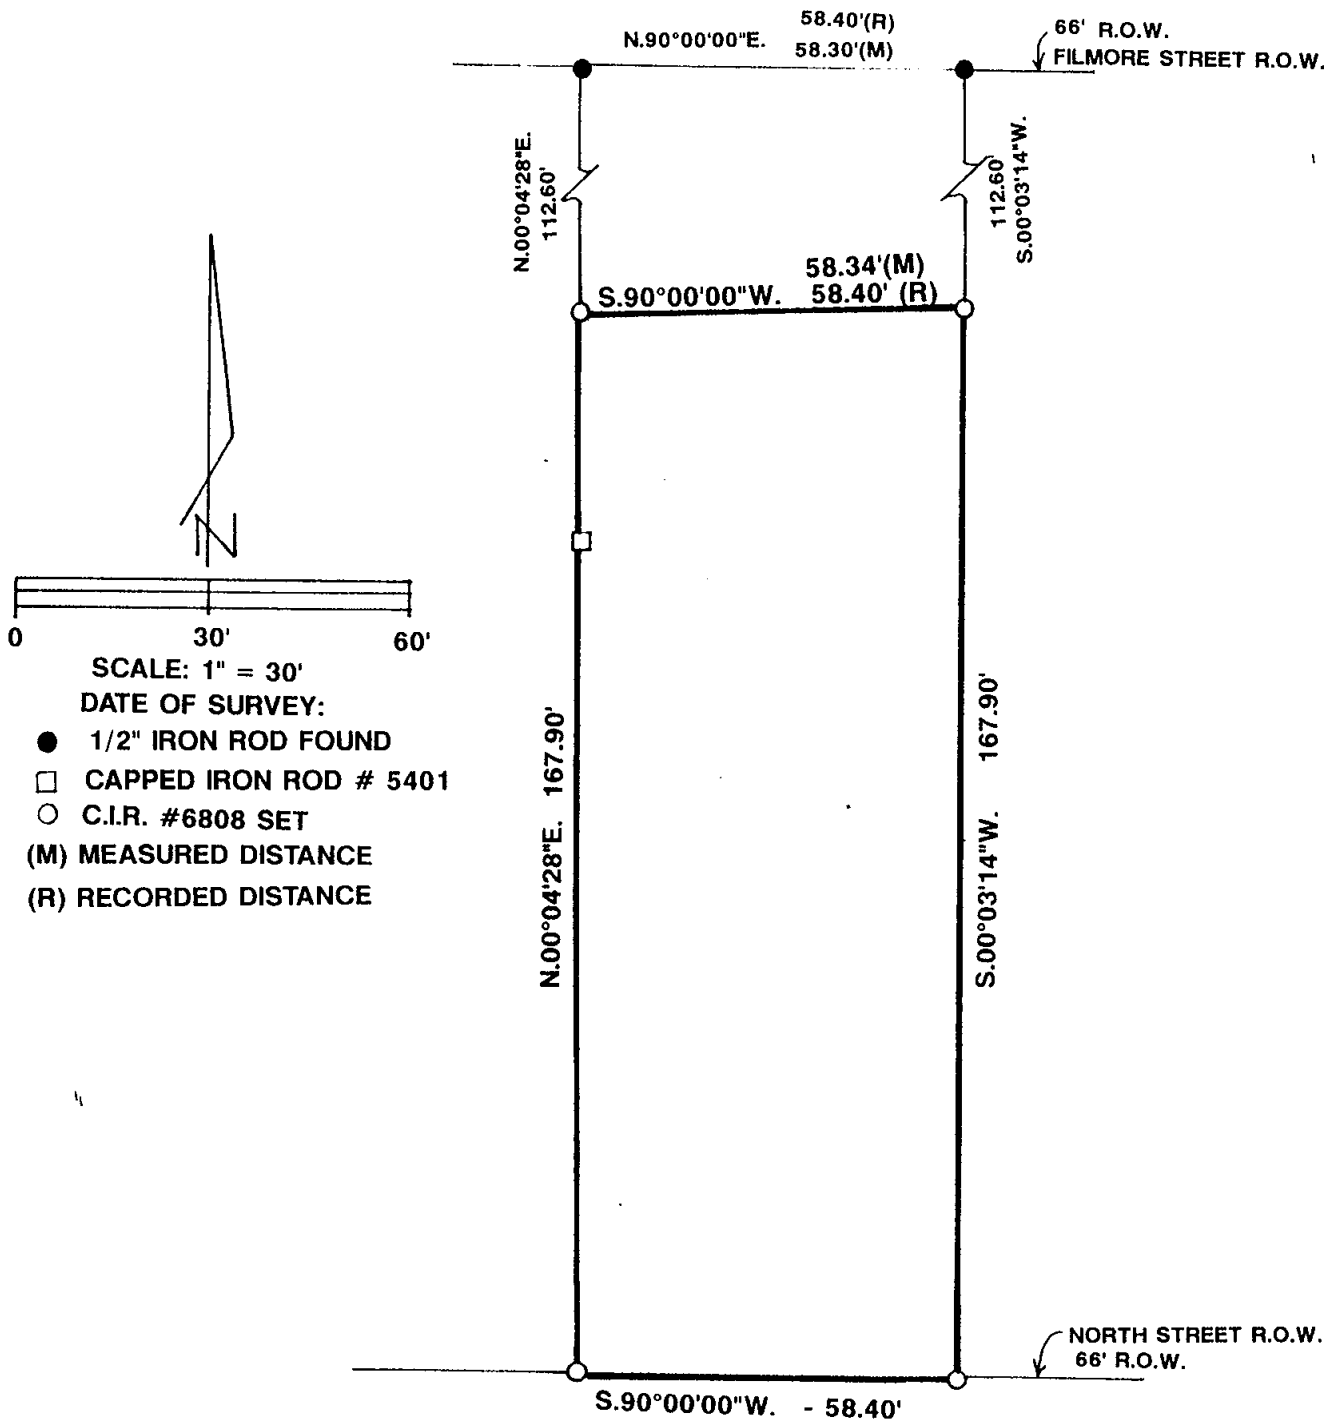 58.40'(R)
N.90°00'00"E.
58.30'(M)
66' R.O.W.
FILMORE STREET R.O.W.
N.00°04'28"E.
112.60'
112.60'
S.00°03'14"W.
58.34'(M)
S.90°00'00"W. 58.40' (R)
N
0 30' 60'
SCALE: 1" = 30'
DATE OF SURVEY:
1/2" IRON ROD FOUND
CAPPED IRON ROD # 5401
C.I.R. #6808 SET
(M) MEASURED DISTANCE
(R) RECORDED DISTANCE
N.00°04'28"E. 167.90'
S.00°03'14"W. 167.90'
NORTH STREET R.O.W.
66' R.O.W.
S.90°00'00"W. - 58.40'